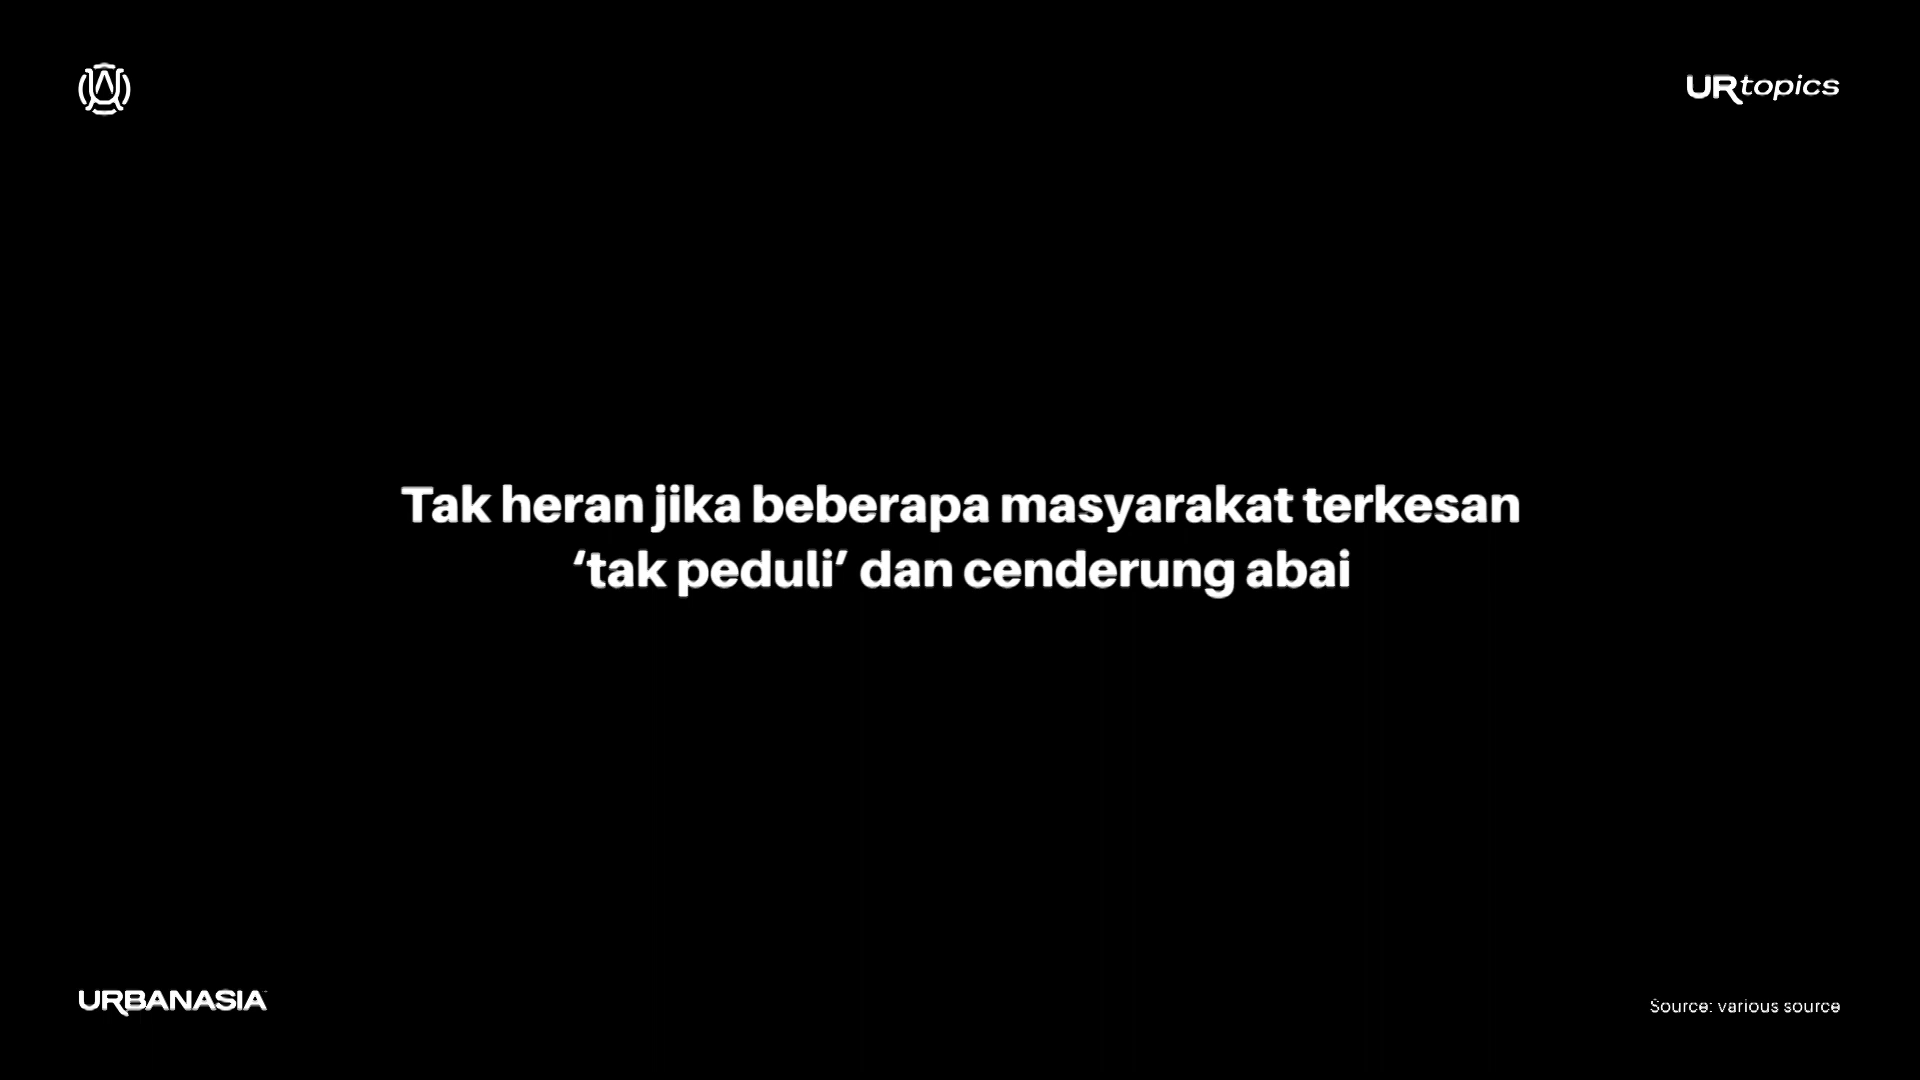 URtopics
Tak heran jika beberapa masyarakat terkesan
‘tak peduli’ dan cenderung abai
URBANASIA
Source: various source